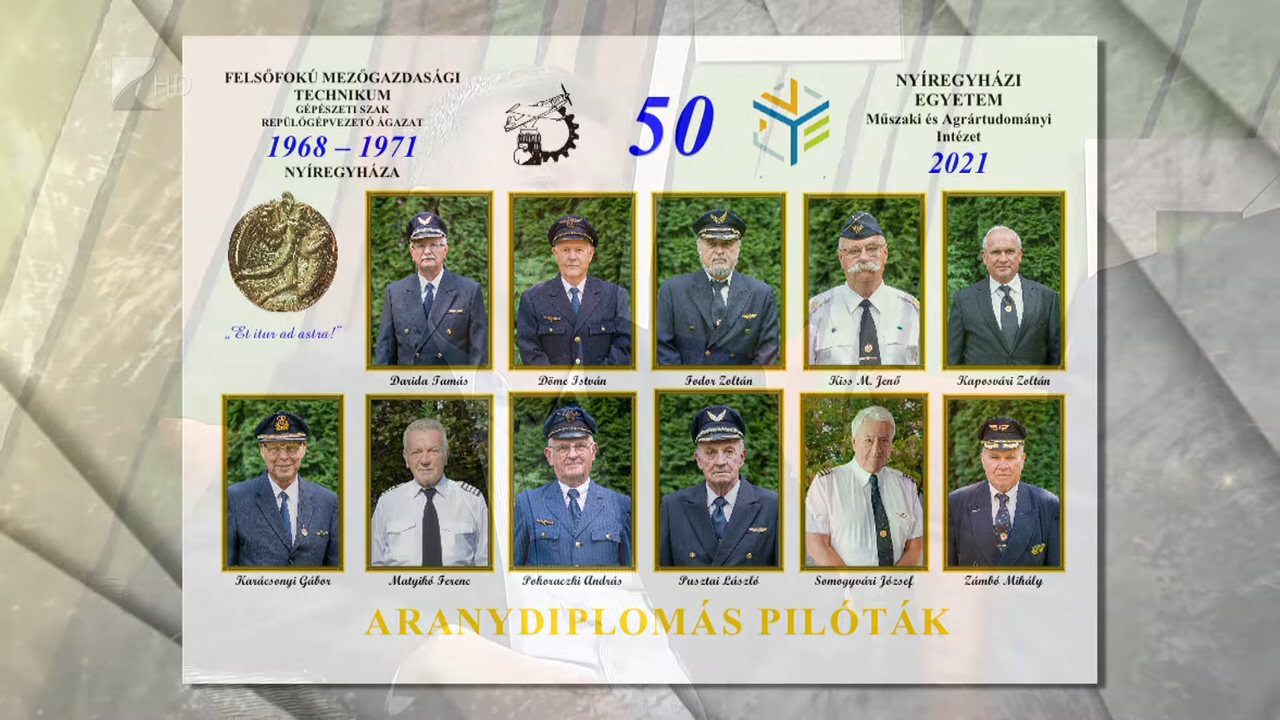 HD
FELSŐFOKÚ MEZŐGAZDASÁGI
TECHNIKUM
GÉPÉSZETI SZAK
REPÜLŐGÉPVEZETŐ ÁGAZAT
1968 – 1971
NYÍREGYHÁZA
50
NYÍREGYHÁZI
EGYETEM
Műszaki és Agrártudományi
Intézet
2021
„Et itur ad astra!”
Darida Tamás
Döme István
Fodor Zoltán
Kiss M. Jenő
Kaposvári Zoltán
Karácsonyi Gábor
Matyikó Ferenc
Pokoraczki András
Pusztai László
Somogyvári József
Zámbó Mihály
ARANYDIPLOMÁS PILÓTÁK